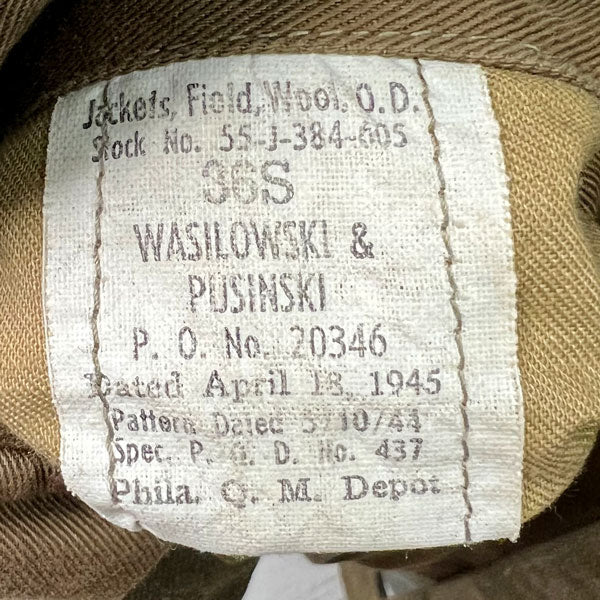 Jackets, Field, Wool, O.D.
Stock No. 55-J-384-605
36S
WASILOWSKI &
PUSINSKI
P. O. No. 20346
Dated April 18, 1945
Pattern Dated 5/10/44
Spec. P. Q. D. No. 437
Phila. Q. M. Depot